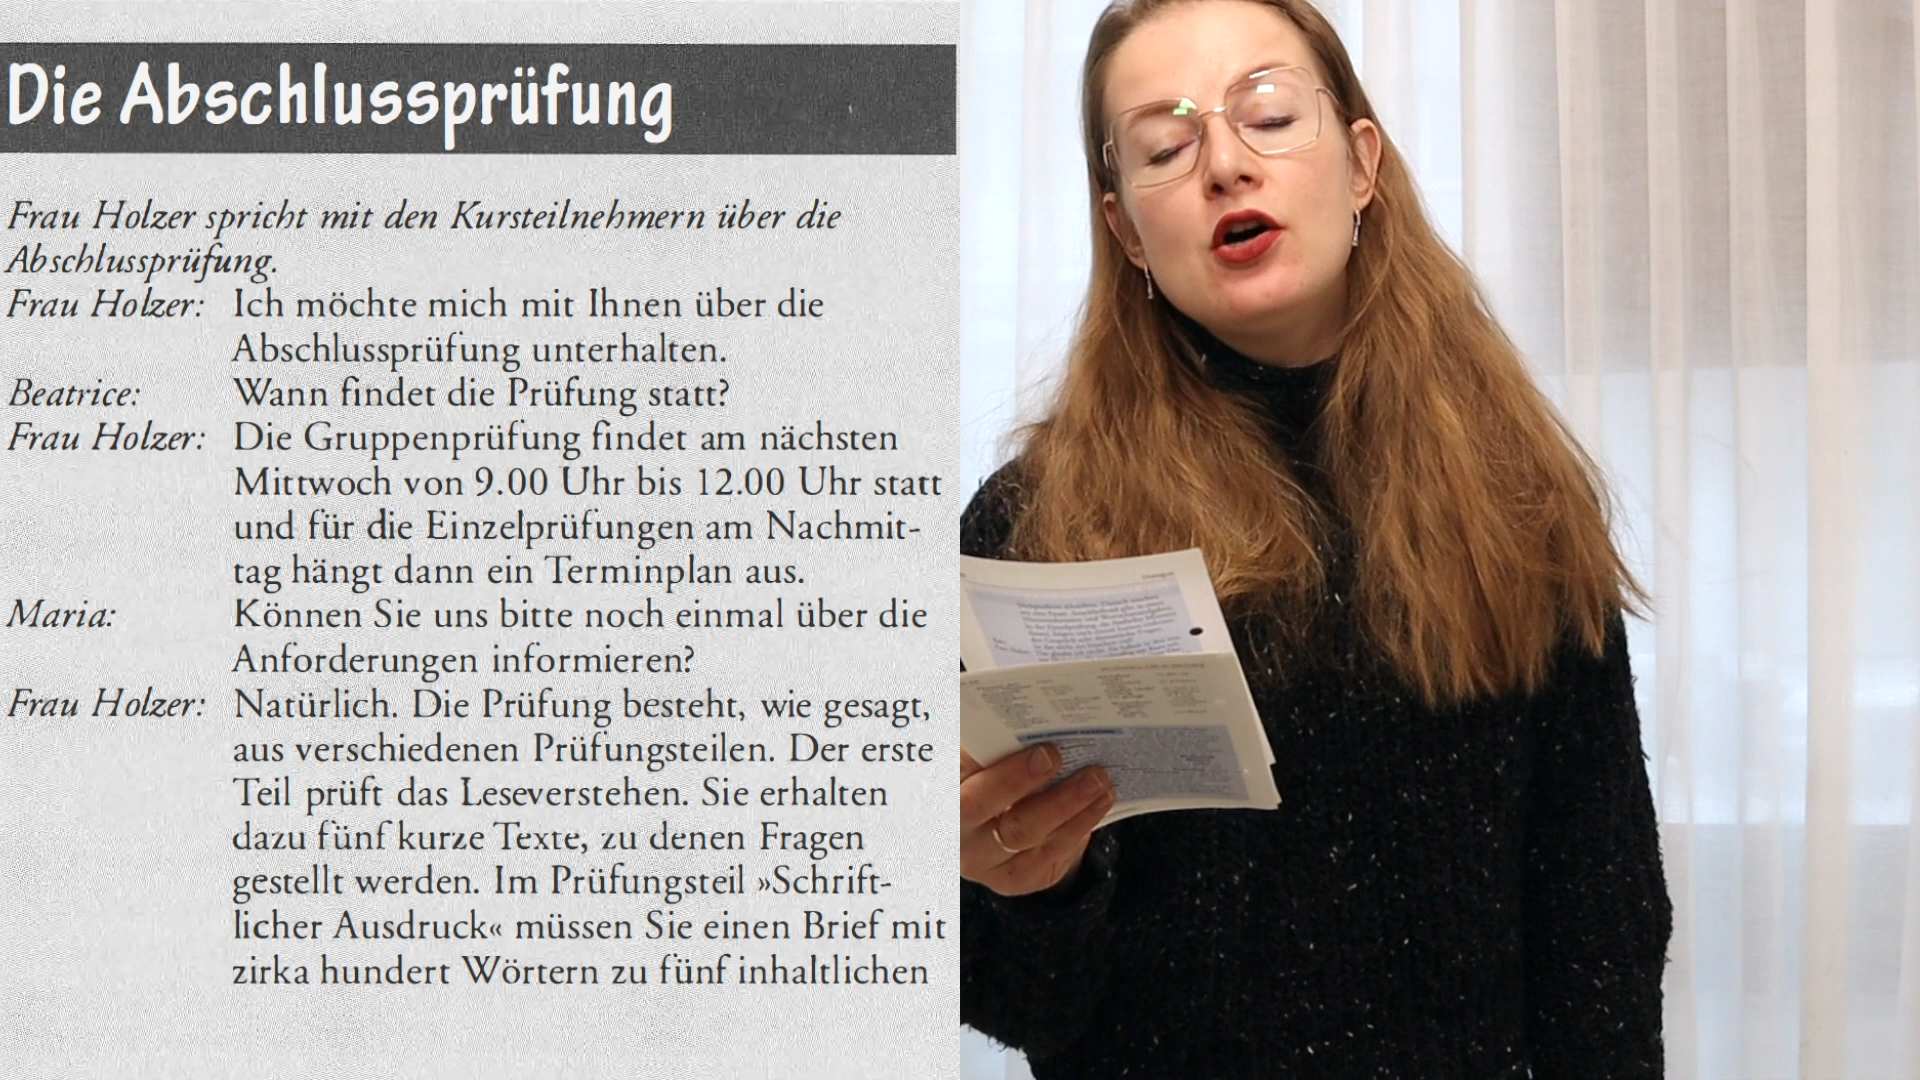 Die Abschlussprüfung
Frau Holzer spricht mit den Kursteilnehmern über die
Abschlussprüfung.
Frau Holzer: Ich möchte mich mit Ihnen über die
Abschlussprüfung unterhalten.
Beatrice: Wann findet die Prüfung statt?
Frau Holzer: Die Gruppenprüfung findet am nächsten
Mittwoch von 9.00 Uhr bis 12.00 Uhr statt
und für die Einzelprüfungen am Nachmit-
tag hängt dann ein Terminplan aus.
Maria: Können Sie uns bitte noch einmal über die
Anforderungen informieren?
Frau Holzer: Natürlich. Die Prüfung besteht, wie gesagt,
aus verschiedenen Prüfungsteilen. Der erste
Teil prüft das Leseverstehen. Sie erhalten
dazu fünf kurze Texte, zu denen Fragen
gestellt werden. Im Prüfungsteil »Schrift-
licher Ausdruck« müssen Sie einen Brief mit
zirka hundert Wörtern zu fünf inhaltlichen